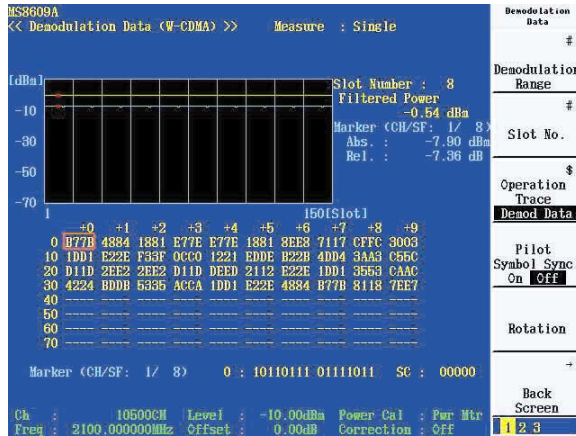 MS8609A
<< Demodulation Data (W-CDMA) >> Measure : Single
[dBm]
Slot Number : 8
Filtered Power
-0.54 dBm
Marker (CH/SF: 1/ 8)
Abs. : -7.90 dBm
Rel. : -7.36 dB
-10
-30
-50
-70
1 150[Slot]
+0 +1 +2 +3 +4 +5 +6 +7 +8 +9
0 B77B 4884 1881 E77E E77E 1881 8EE8 7117 CFFC 3003
10 1DD1 E22E F33F 0CC0 1221 EDDE B22B 4DD4 3AA3 C55C
20 D11D 2EE2 2EE2 D11D DEED 2112 E22E 1DD1 3553 CAAC
30 4224 BDDB 5335 ACCA 1DD1 E22E 4884 B77B 8118 7EE7
40 ---- ---- ---- ---- ---- ---- ---- ---- ---- ----
50 ---- ---- ---- ---- ---- ---- ---- ---- ---- ----
60 ---- ---- ---- ---- ---- ---- ---- ---- ---- ----
70 ---- ---- ---- ---- ---- ---- ---- ---- ---- ----
Marker (CH/SF: 1/ 8) 0 : 10110111 01111011 SC : 00000
Ch : 10500CH Level : -10.00dBm Power Cal : Pwr Mtr
Freq : 2100.000000MHz Offset : 0.00dB Correction : Off
Demodulation
Data
#
Demodulation
Range
#
Slot No.
$
Operation
Trace
Demod Data
Pilot
Symbol Sync
On Off
Rotation
→
Back
Screen
1 2 3